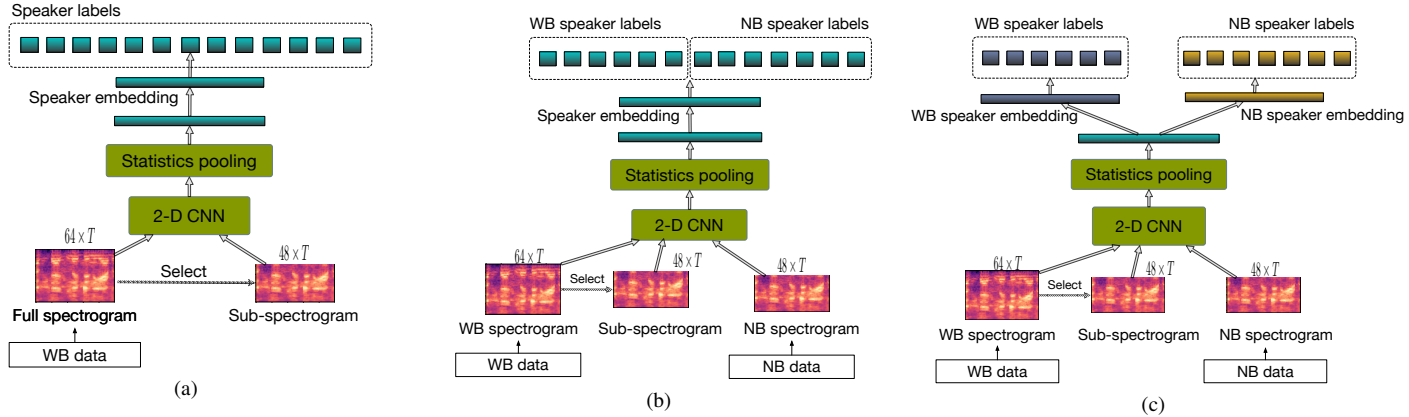 Speaker labels
Speaker embedding
Statistics pooling
2-D CNN
64 × T
48 × T
Select
Full spectrogram
Sub-spectrogram
WB data
(a)
WB speaker labels
NB speaker labels
Speaker embedding
Statistics pooling
2-D CNN
64 × T
48 × T
48 × T
Select
WB spectrogram
Sub-spectrogram
NB spectrogram
WB data
NB data
(b)
WB speaker labels
NB speaker labels
WB speaker embedding
NB speaker embedding
Statistics pooling
2-D CNN
64 × T
48 × T
48 × T
Select
WB spectrogram
Sub-spectrogram
NB spectrogram
WB data
NB data
(c)